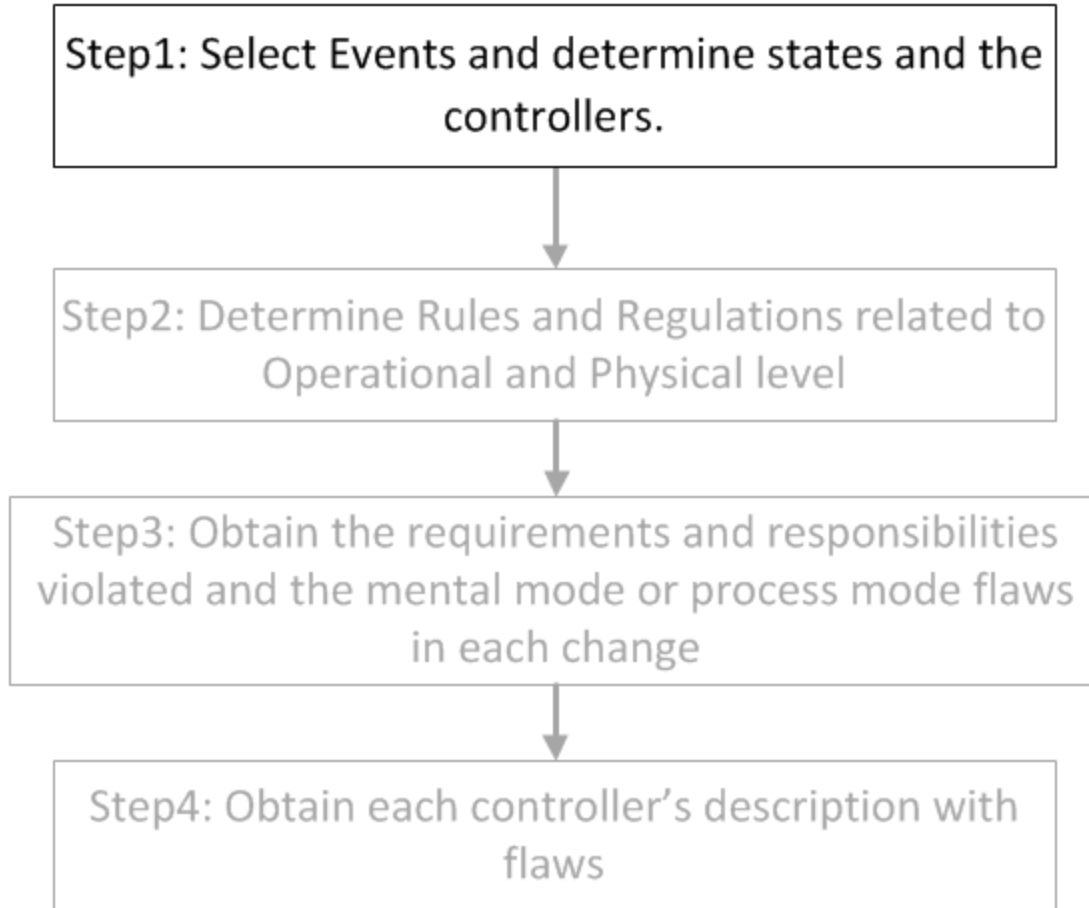 Step1: Select Events and determine states and the
controllers.
Step2: Determine Rules and Regulations related to
Operational and Physical level
Step3: Obtain the requirements and responsibilities
violated and the mental mode or process mode flaws
in each change
Step4: Obtain each controller’s description with
flaws